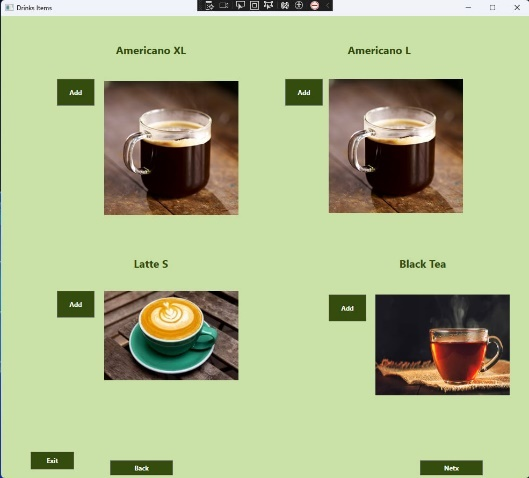 Drinks Items
Americano XL
Americano L
Add
Add
Latte S
Black Tea
Add
Add
Exit
Back
Netx